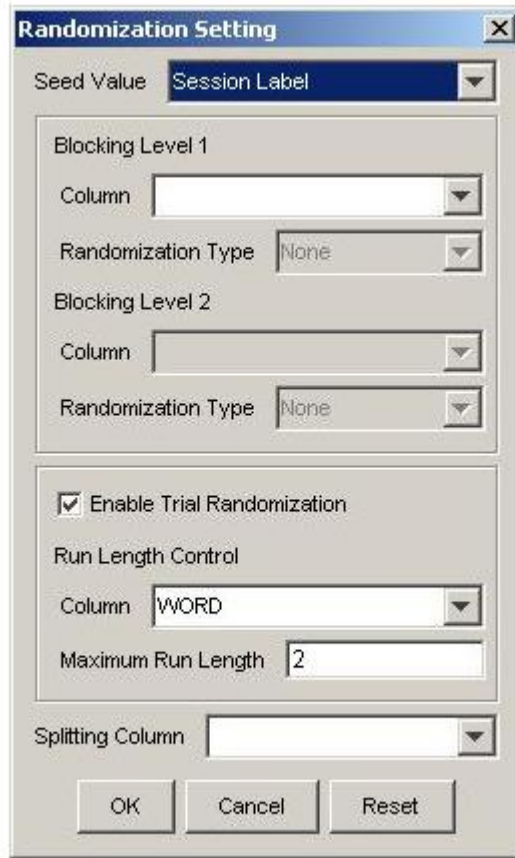 Randomization Setting
Seed Value Session Label
Blocking Level 1
Column
Randomization Type None
Blocking Level 2
Column
Randomization Type None
Enable Trial Randomization
Run Length Control
Column WORD
Maximum Run Length 2
Splitting Column
OK Cancel Reset